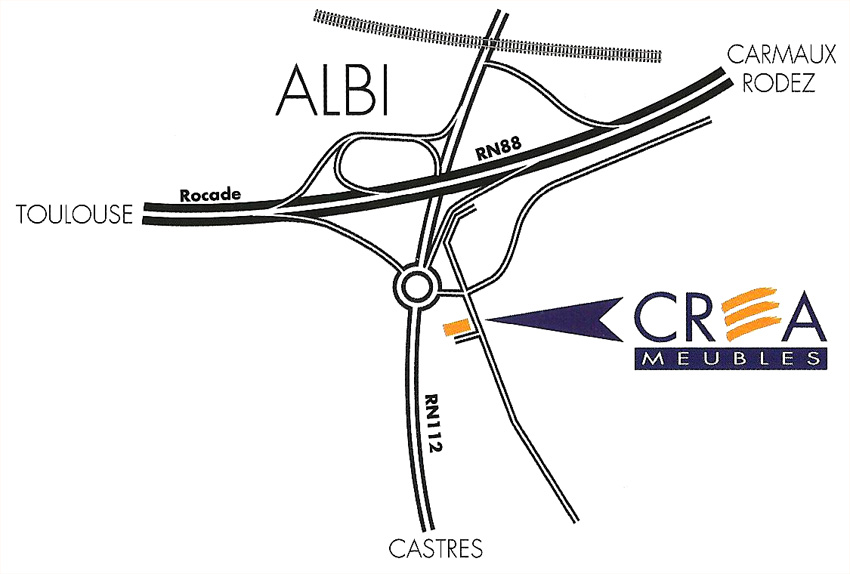 CARMAUX
RODEZ
ALBI
RN88
Rocade
TOULOUSE
CREA
MEUBLES
RN112
CASTRES